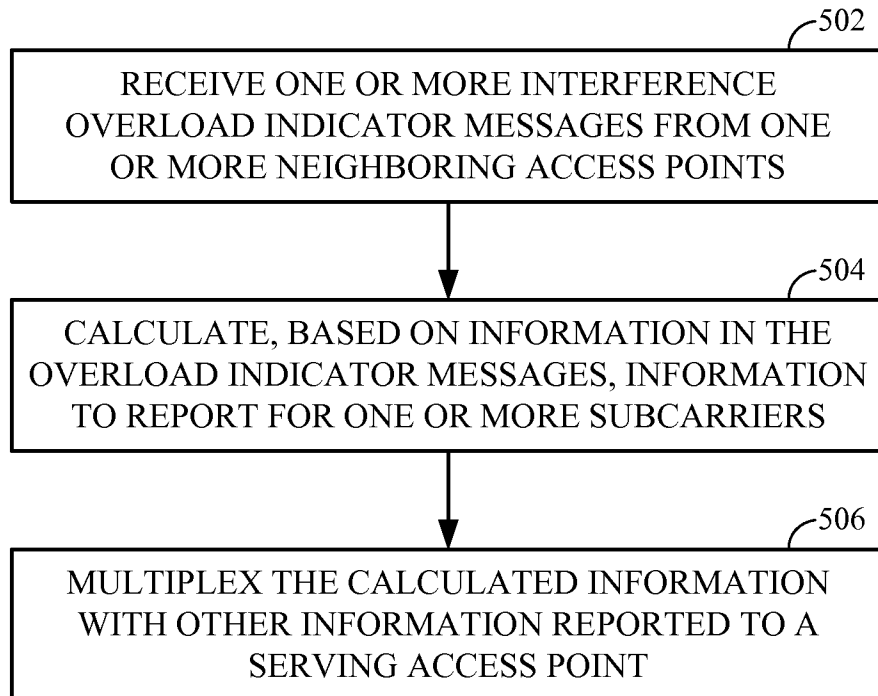 502
RECEIVE ONE OR MORE INTERFERENCE
OVERLOAD INDICATOR MESSAGES FROM ONE
OR MORE NEIGHBORING ACCESS POINTS
504
CALCULATE, BASED ON INFORMATION IN THE
OVERLOAD INDICATOR MESSAGES, INFORMATION
TO REPORT FOR ONE OR MORE SUBCARRIERS
506
MULTIPLEX THE CALCULATED INFORMATION
WITH OTHER INFORMATION REPORTED TO A
SERVING ACCESS POINT